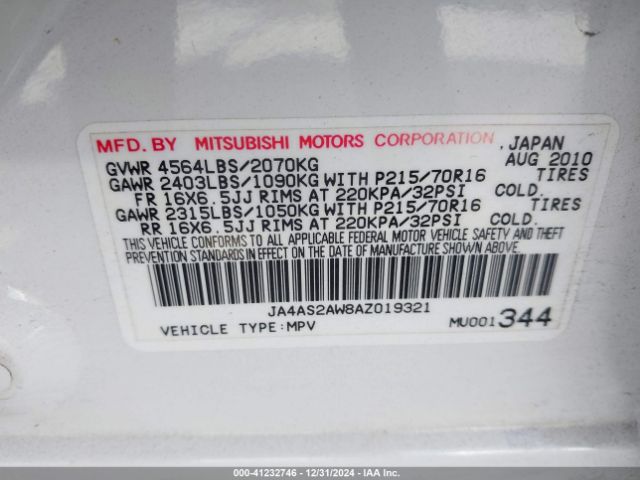 MFD. BY MITSUBISHI MOTORS CORPORATION , JAPAN
GVWR 4564LBS/2070KG AUG 2010
GAWR 2403LBS/1090KG WITH P215/70R16 TIRES
FR 16X6.5JJ RIMS AT 220KPA/32PSI COLD.
GAWR 2315LBS/1050KG WITH P215/70R16 TIRES
RR 16X6.5JJ RIMS AT 220KPA/32PSI COLD.
THIS VEHICLE CONFORMS TO ALL APPLICABLE FEDERAL MOTOR VEHICLE SAFETY AND THEFT
PREVENTION STANDARDS IN EFFECT ON THE DATE OF MANUFACTURE SHOWN ABOVE.
JA4AS2AW8AZ019321
VEHICLE TYPE:MPV MU001344
00-41232746 - 12/31/2024 - IAAI.CA